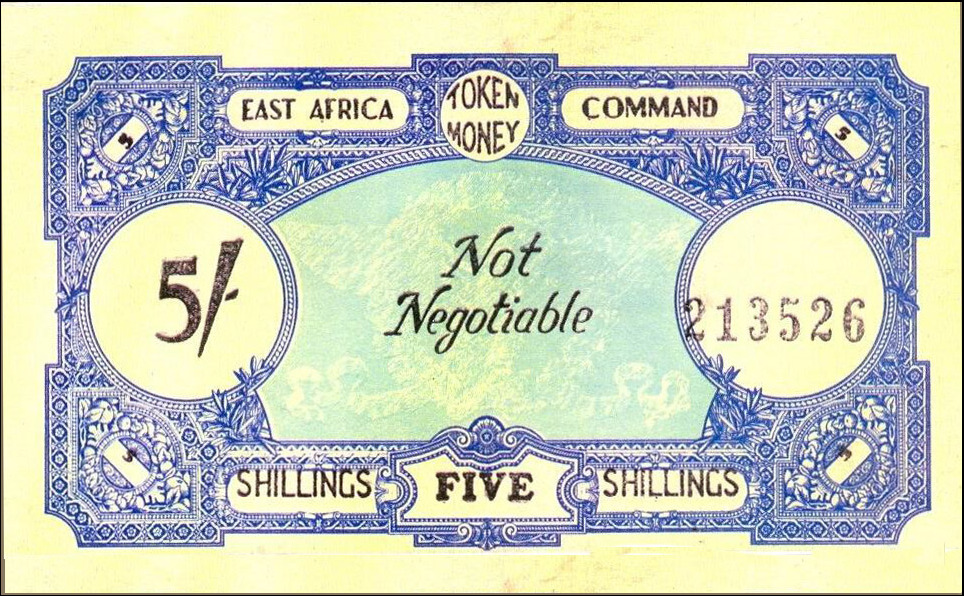 EAST AFRICA
TOKEN
MONEY
COMMAND
5
5
5/-
Not
Negotiable
213526
5
5
SHILLINGS
FIVE
SHILLINGS